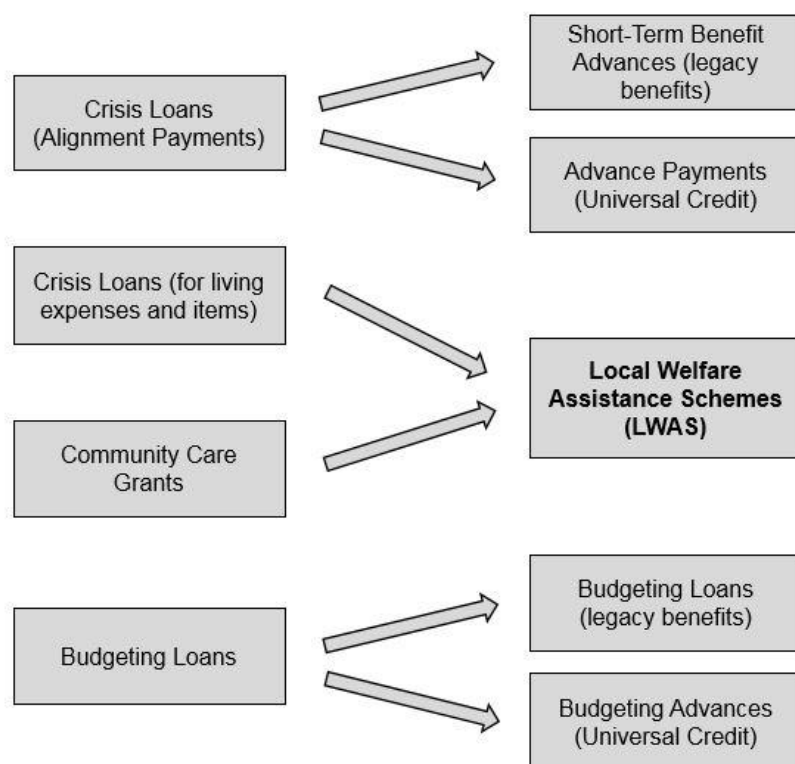 Crisis Loans
(Alignment Payments)
Short-Term Benefit
Advances (legacy
benefits)
Advance Payments
(Universal Credit)
Crisis Loans (for living
expenses and items)
Community Care
Grants
Local Welfare
Assistance Schemes
(LWAS)
Budgeting Loans
Budgeting Loans
(legacy benefits)
Budgeting Advances
(Universal Credit)